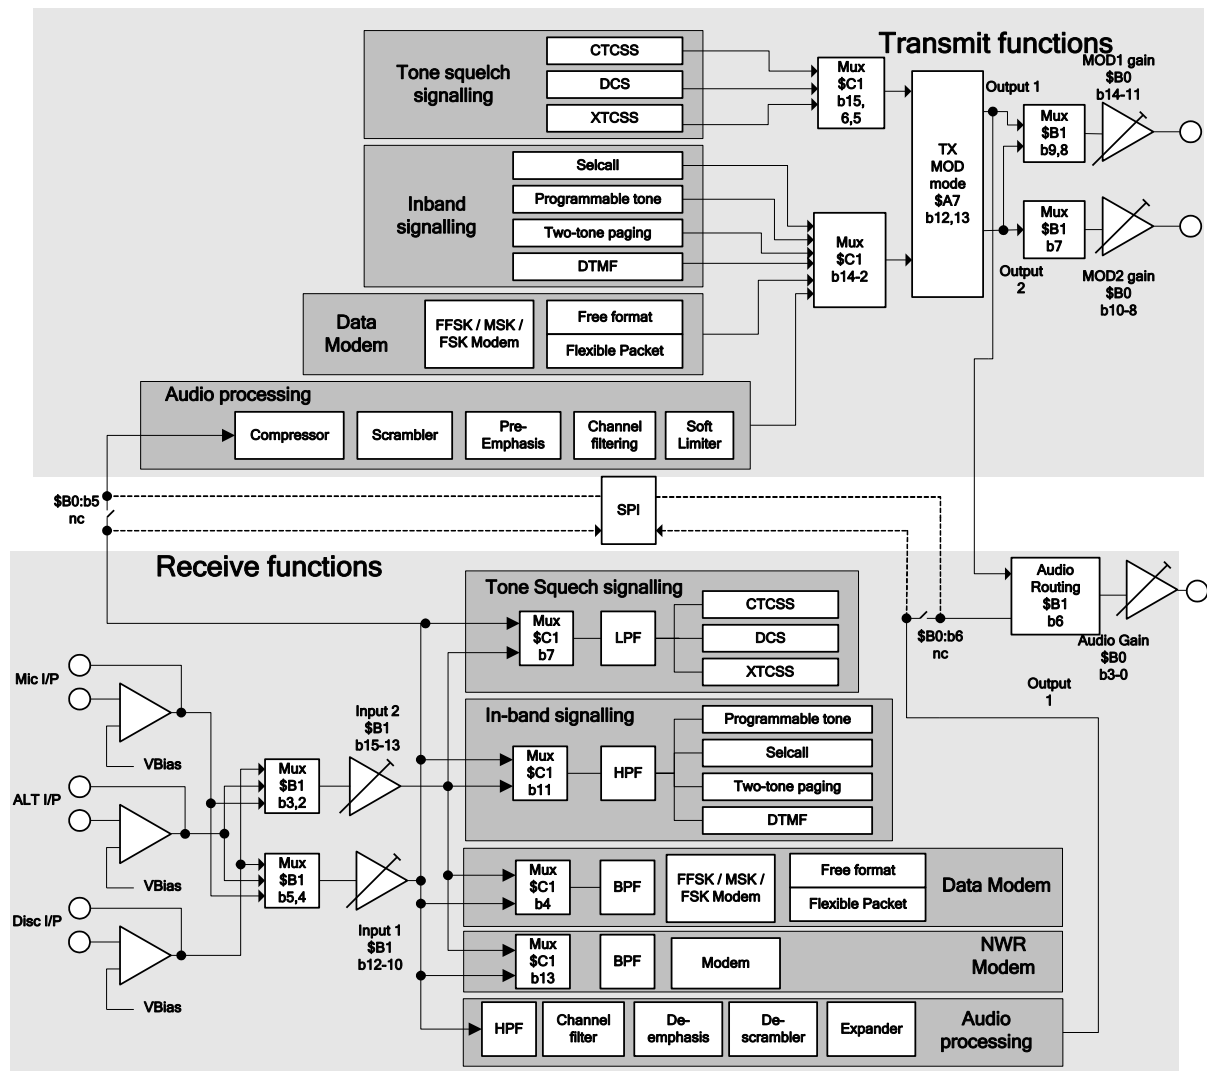 Transmit functions
Tone squelch
signalling
CTCSS
DCS
XTCSS
Mux
$C1
b15,
6,5
Inband
signalling
Selcall
Programmable tone
Two-tone paging
DTMF
Mux
$C1
b14-2
TX
MOD
mode
$A7
b12,13
Output 1
Mux
$B1
b9,8
MOD1 gain
$B0
b14-11
Mux
$B1
b7
Output
2
MOD2 gain
$B0
b10-8
Data
Modem
FFSK / MSK /
FSK Modem
Free format
Flexible Packet
Audio processing
Compressor
Scrambler
Pre-
Emphasis
Channel
filtering
Soft
Limiter
$B0:b5
nc
SPI
Receive functions
Tone Squech signalling
Mux
$C1
b7
LPF
CTCSS
DCS
XTCSS
Audio
Routing
$B1
b6
$B0:b6
nc
Audio Gain
$B0
b3-0
Output
1
Mic I/P
VBias
ALT I/P
VBias
Disc I/P
VBias
Mux
$B1
b3,2
Input 2
$B1
b15-13
Mux
$B1
b5,4
Input 1
$B1
b12-10
In-band signalling
Mux
$C1
b11
HPF
Programmable tone
Selcall
Two-tone paging
DTMF
Mux
$C1
b4
BPF
FFSK / MSK /
FSK Modem
Free format
Flexible Packet
Data Modem
Mux
$C1
b13
BPF
Modem
NWR
Modem
HPF
Channel
filter
De-
emphasis
De-
scrambler
Expander
Audio
processing